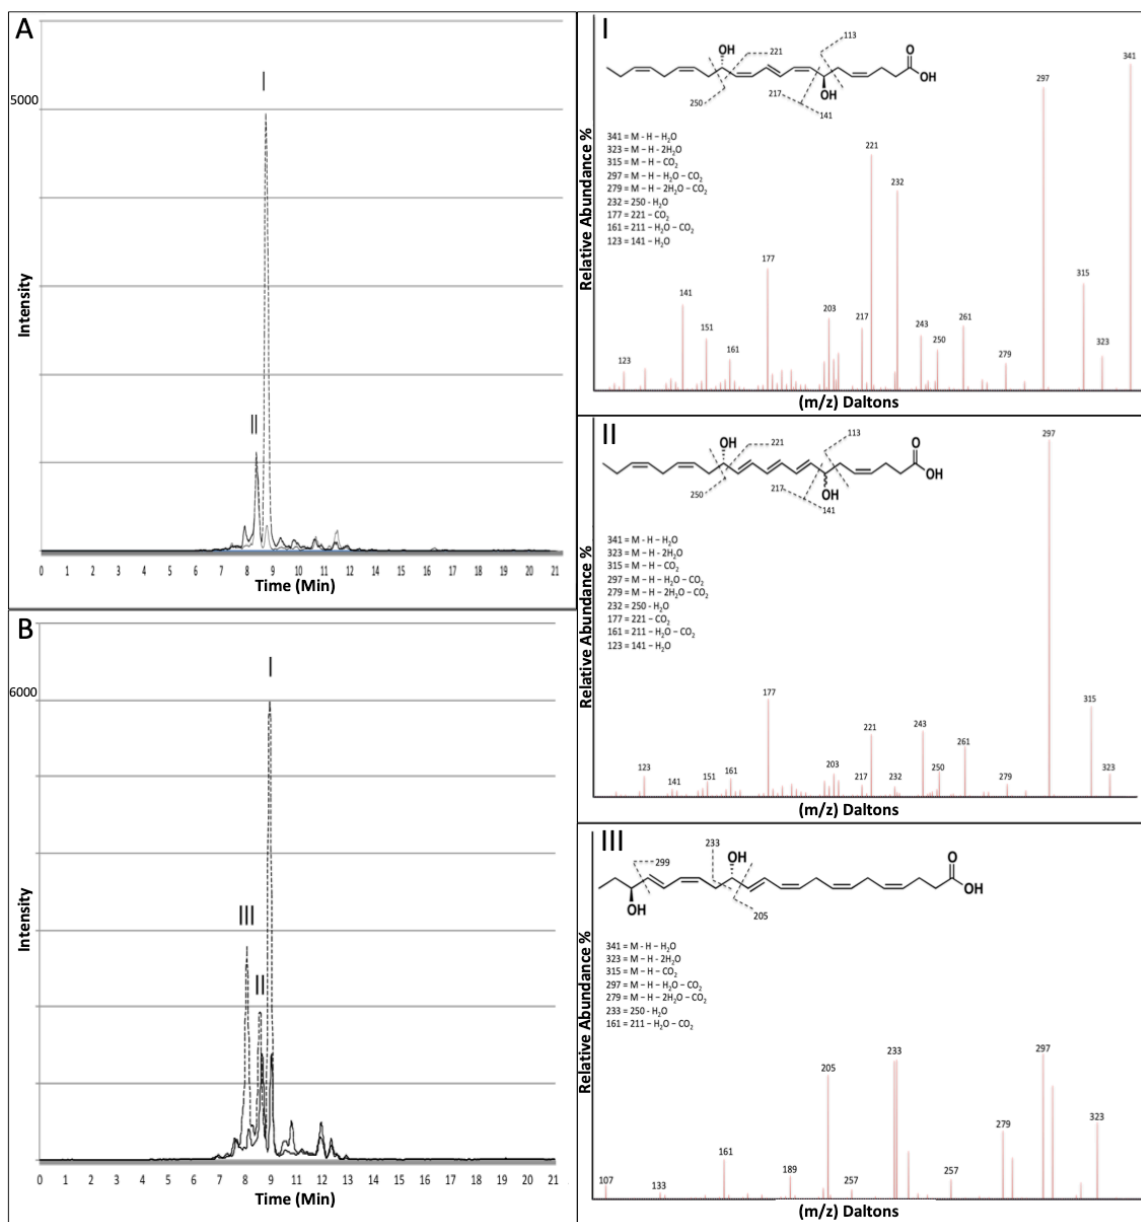 A
I
5000
Intensity
II
0 1 2 3 4 5 6 7 8 9 10 11 12 13 14 15 16 17 18 19 20 21
Time (Min)
B
I
6000
Intensity
III
II
0 1 2 3 4 5 6 7 8 9 10 11 12 13 14 15 16 17 18 19 20 21
Time (Min)
I
Relative Abundance %
OH
221
113
O
OH
250
217
OH
141
341 = M - H – H₂O
323 = M – H - 2H₂O
315 = M – H – CO₂
297 = M – H – H₂O – CO₂
279 = M – H – 2H₂O – CO₂
232 = 250 - H₂O
177 = 221 – CO₂
161 = 211 – H₂O – CO₂
123 = 141 – H₂O
123 141 151 161 177 203 217 221 232 243 250 261 279 297 315 323 341
(m/z) Daltons
II
Relative Abundance %
OH
221
113
O
OH
250
217
OH
141
341 = M – H – H₂O
323 = M – H - 2H₂O
315 = M – H – CO₂
297 = M – H – H₂O – CO₂
279 = M – H – 2H₂O – CO₂
232 = 250 - H₂O
177 = 221 – CO₂
161 = 211 – H₂O – CO₂
123 = 141 – H₂O
123 141 151 161 177 203 217 221 232 243 250 261 279 297 315 323
(m/z) Daltons
III
Relative Abundance %
299
233
OH
O
OH
OH
205
341 = M – H – H₂O
323 = M – H - 2H₂O
315 = M – H – CO₂
297 = M – H – H₂O – CO₂
279 = M – H – 2H₂O – CO₂
233 = 250 - H₂O
161 = 211 – H₂O – CO₂
107 133 161 189 205 257 233 257 279 297 323
(m/z) Daltons